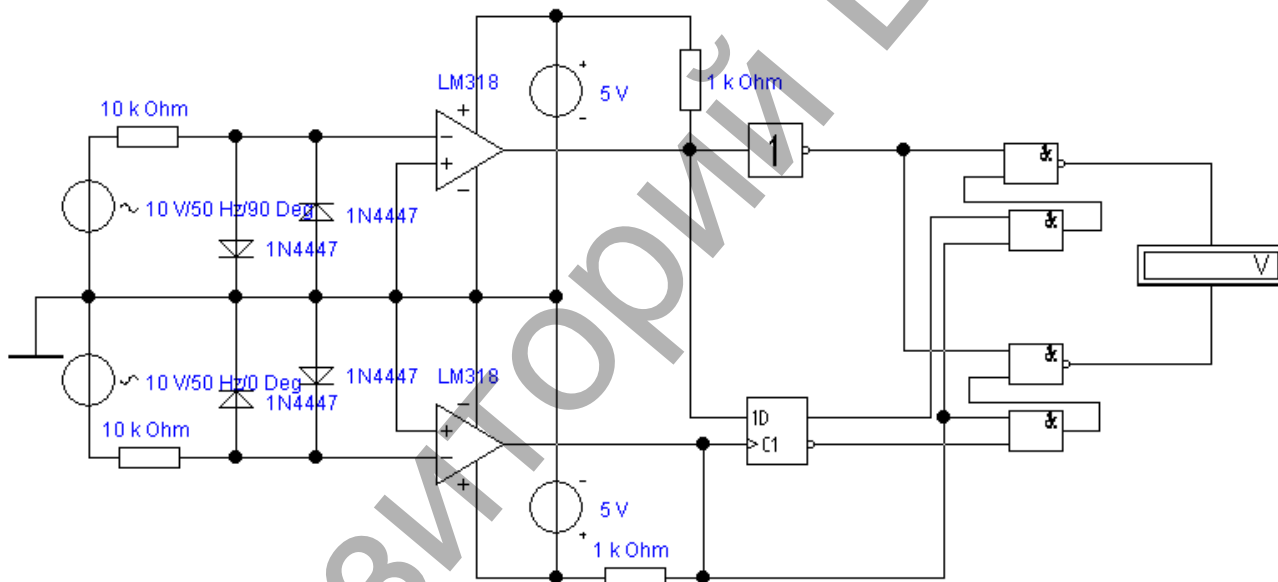 LM318
5 V
1 k Ohm
10 k Ohm
1
&
&
10 V/50 Hz/90 Deg
1N4447
1N4447
V
10 V/50 Hz/0 Deg
1N4447
LM318
1N4447
&
10 k Ohm
1D
C1
&
5 V
1 k Ohm
зиторий